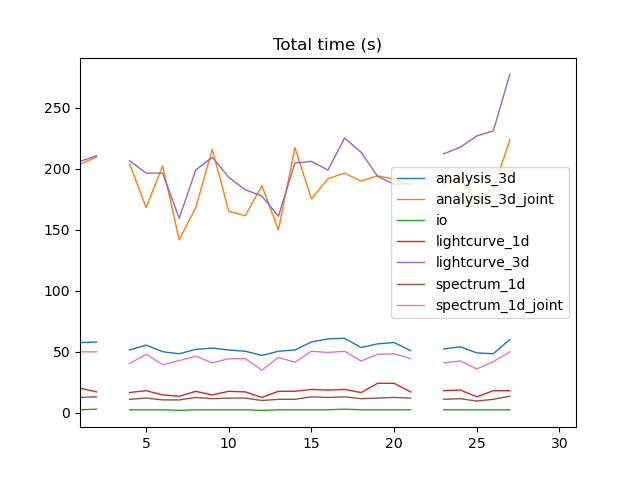 Total time (s)
250
200
150
100
50
0
5
10
15
20
25
30
analysis_3d
analysis_3d_joint
io
lightcurve_1d
lightcurve_3d
spectrum_1d
spectrum_1d_joint